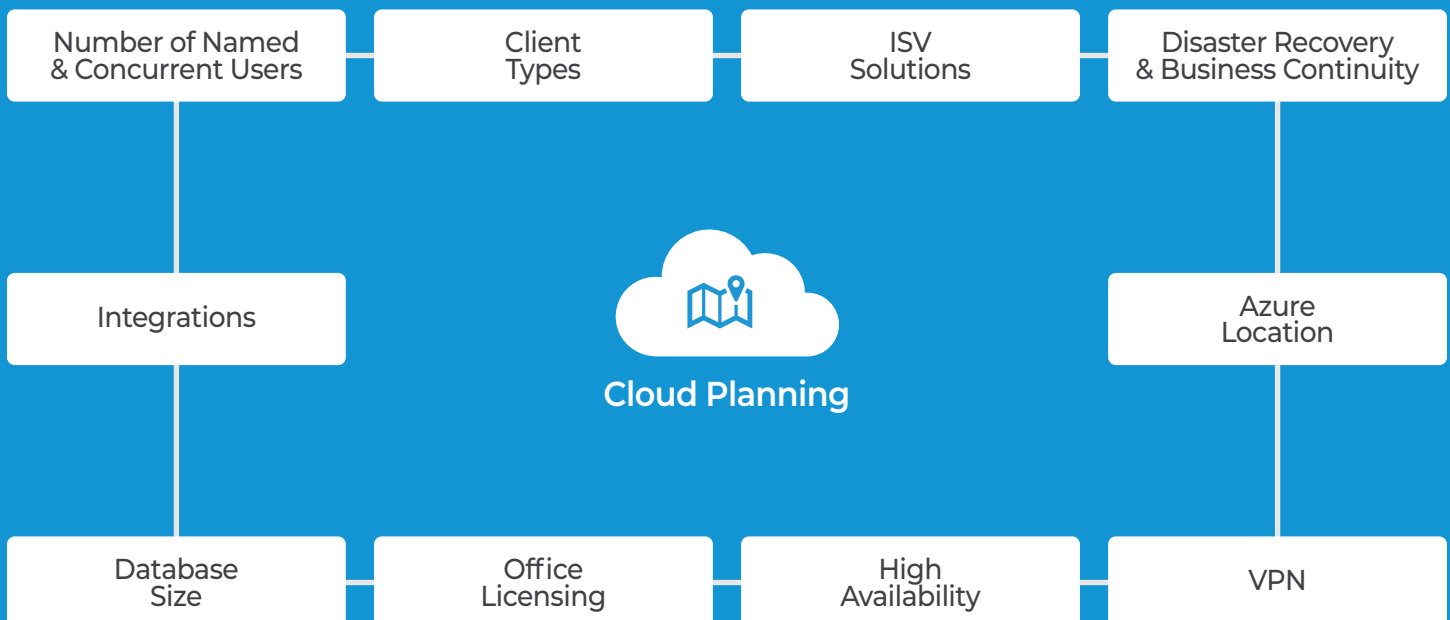 Number of Named
& Concurrent Users
Client
Types
ISV
Solutions
Disaster Recovery
& Business Continuity
Integrations
Azure
Location
Cloud Planning
Database
Size
Office
Licensing
High
Availability
VPN